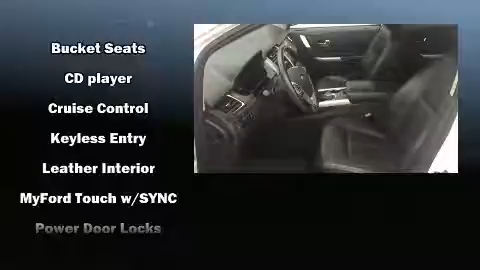 Bucket Seats
CD player
Cruise Control
Keyless Entry
Leather Interior
MyFord Touch w/SYNC
Power Door Locks